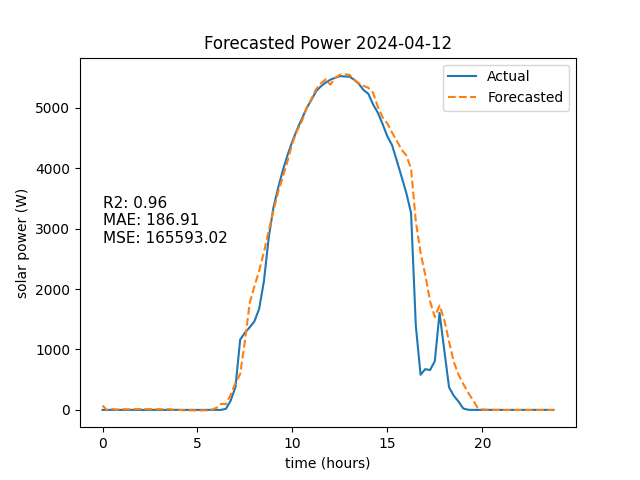 Forecasted Power 2024-04-12
Actual
Forecasted
R2: 0.96
MAE: 186.91
MSE: 165593.02
solar power (W)
5000
4000
3000
2000
1000
0
0 5 10 15 20
time (hours)